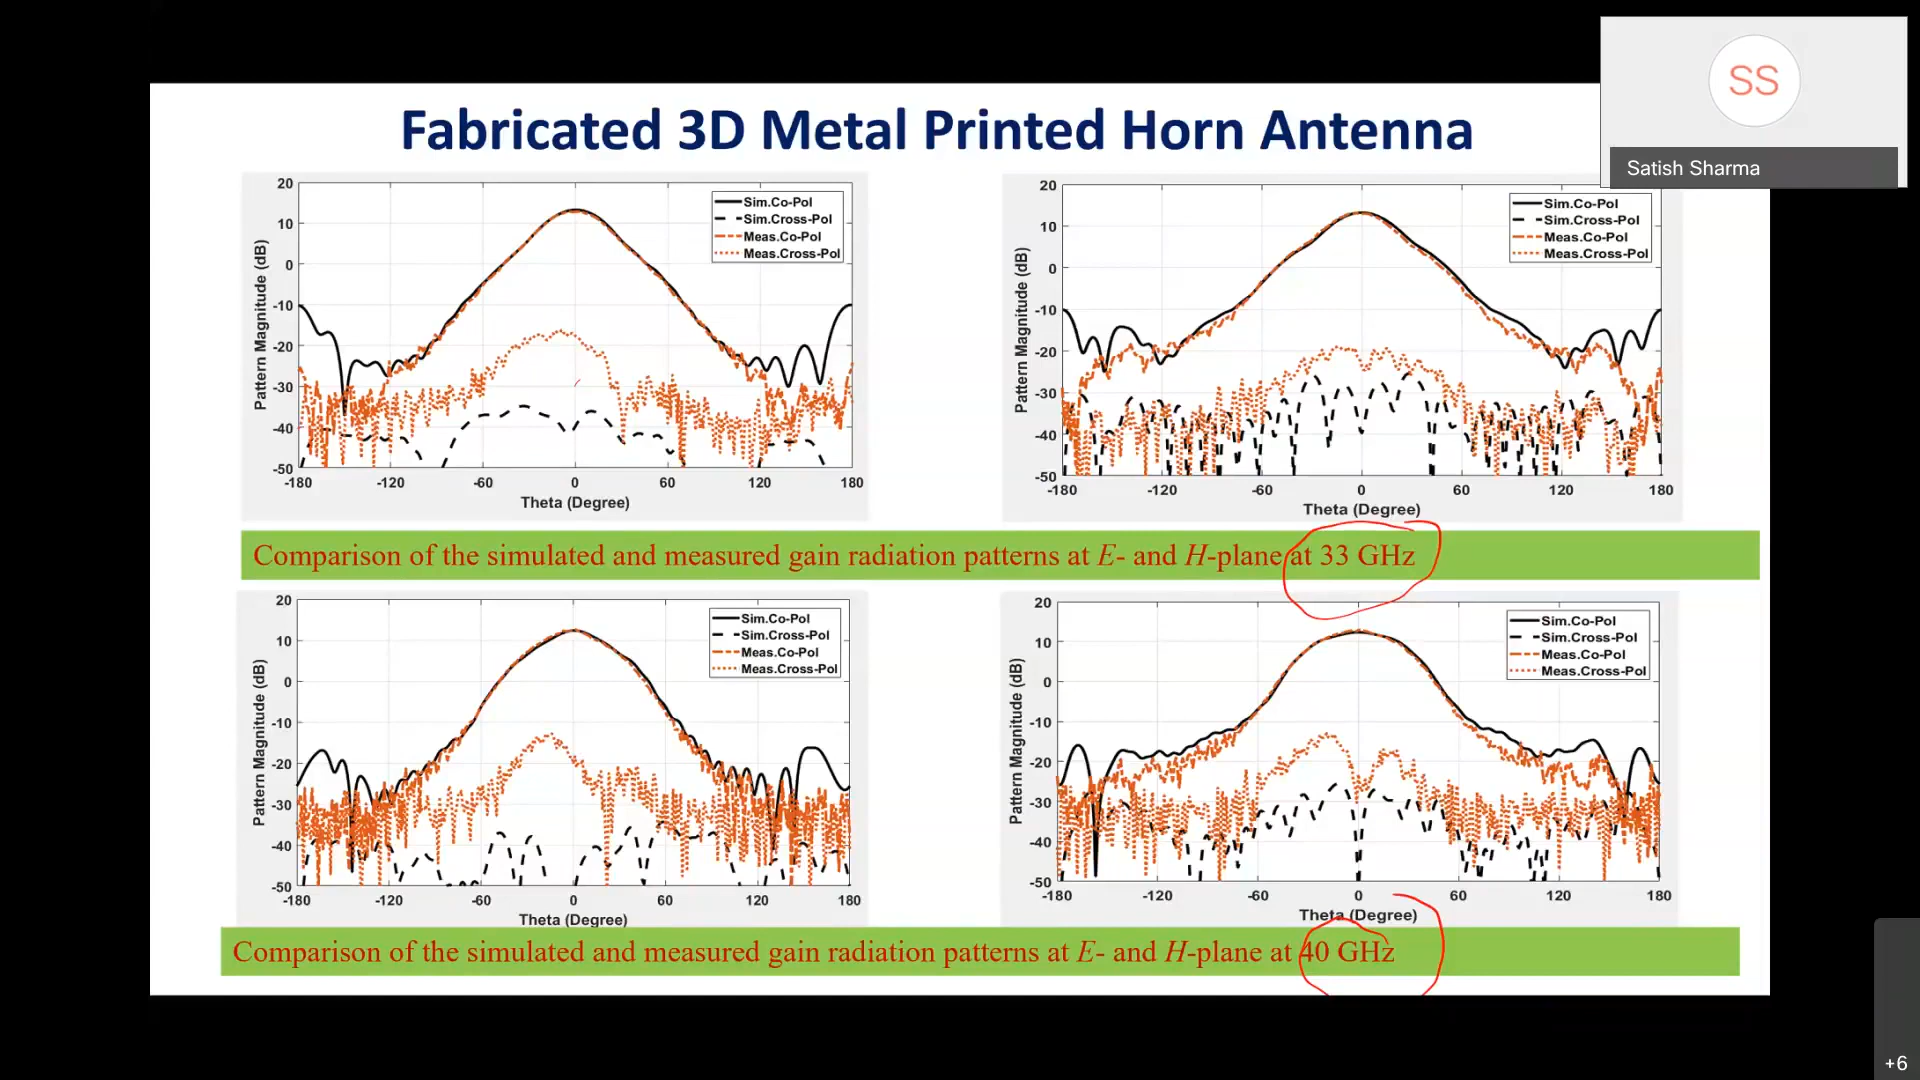 Fabricated 3D Metal Printed Horn Antenna
SS
Satish Sharma
20
10
0
-10
-20
-30
-40
-50
Pattern Magnitude (dB)
Sim.Co-Pol
Sim.Cross-Pol
Meas.Co-Pol
Meas.Cross-Pol
-180 -120 -60 0 60 120 180
Theta (Degree)
20
10
0
-10
-20
-30
-40
-50
Pattern Magnitude (dB)
Sim.Co-Pol
Sim.Cross-Pol
Meas.Co-Pol
Meas.Cross-Pol
-180 -120 -60 0 60 120 180
Theta (Degree)
Comparison of the simulated and measured gain radiation patterns at E- and H-plane at 33 GHz
20
10
0
-10
-20
-30
-40
-50
Pattern Magnitude (dB)
Sim.Co-Pol
Sim.Cross-Pol
Meas.Co-Pol
Meas.Cross-Pol
-180 -120 -60 0 60 120 180
Theta (Degree)
20
10
0
-10
-20
-30
-40
-50
Pattern Magnitude (dB)
Sim.Co-Pol
Sim.Cross-Pol
Meas.Co-Pol
Meas.Cross-Pol
-180 -120 -60 0 60 120 180
Theta (Degree)
Comparison of the simulated and measured gain radiation patterns at E- and H-plane at 40 GHz
+6